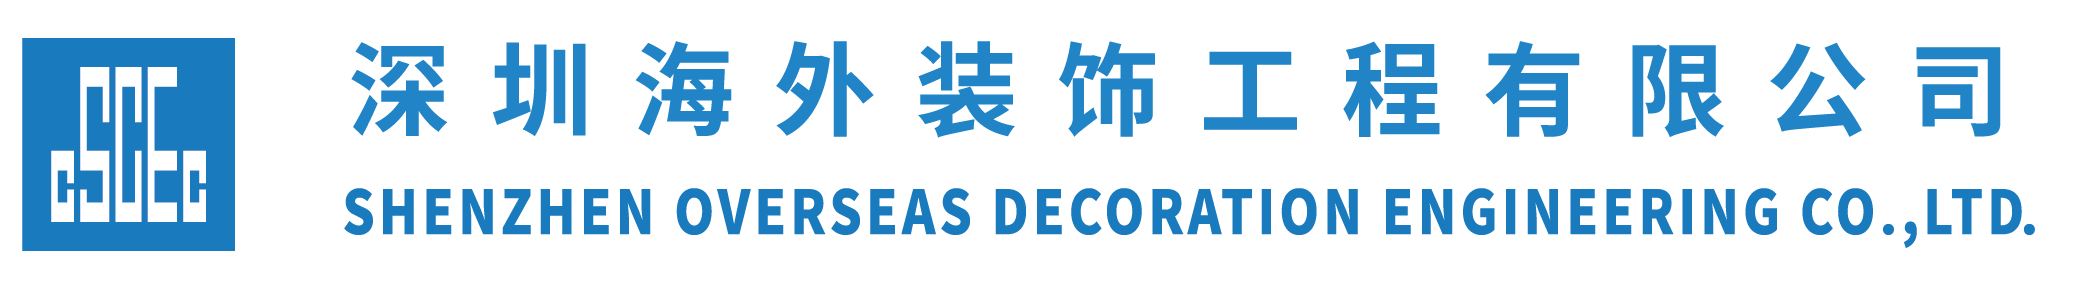 深圳海外装饰工程有限公司
SHENZHEN OVERSEAS DECORATION ENGINEERING CO.,LTD.